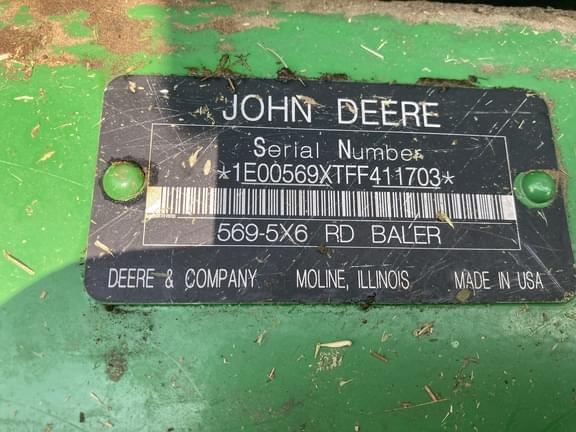 JOHN DEERE
Serial Number
*1E00569XTFF411703*
569-5X6 RD BALER
DEERE & COMPANY MOLINE, ILLINOIS MADE IN USA